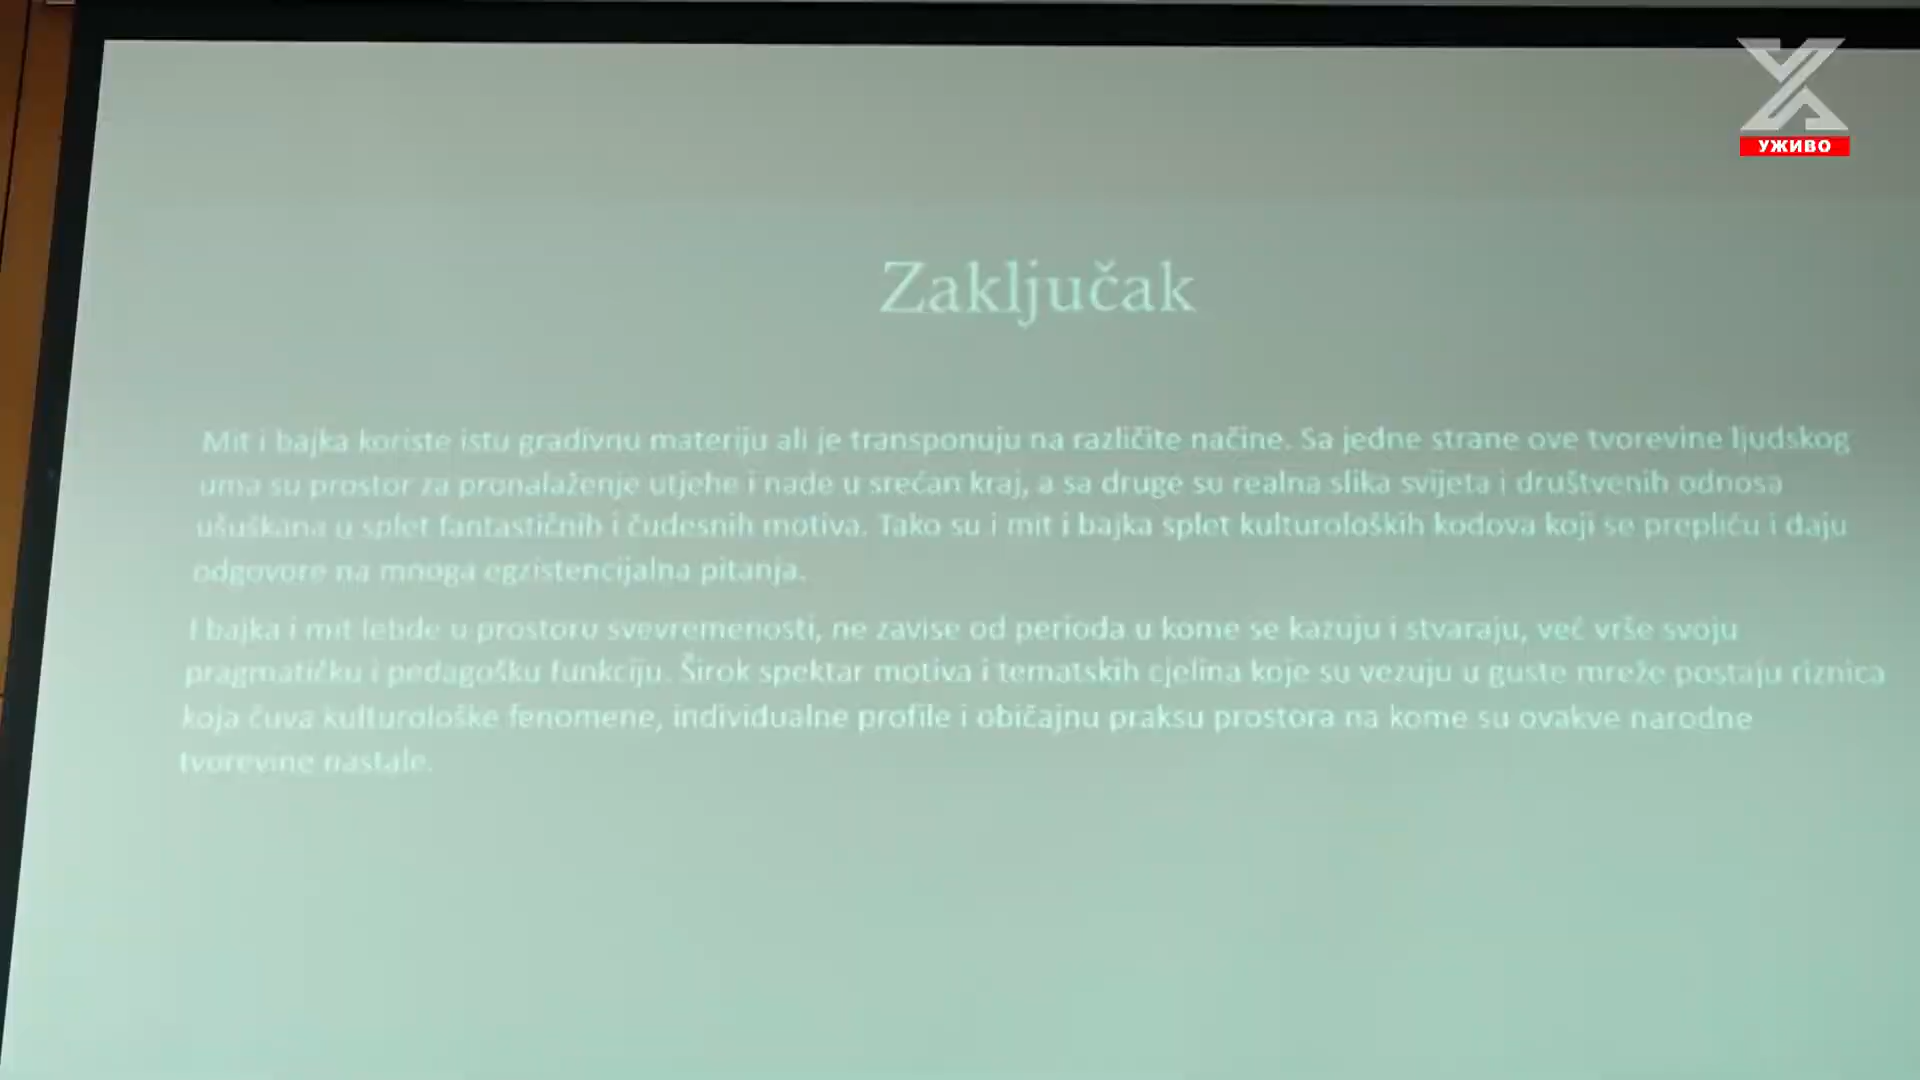 УЖИВО
Zaključak
Mit i bajka koriste istu gradivnu materiju ali je transponuju na različite načine. Sa jedne strane ove tvorevine ljudskog
uma su prostor za pronalaženje utjehe i nade u srećan kraj, a sa druge su realna slika svijeta i društvenih odnosa
ušuškana u splet fantastičnih i čudesnih motiva. Tako su i mit i bajka splet kulturoloških kodova koji se prepliću i daju
odgovore na mnoga egzistencijalna pitanja.
I bajka i mit lebde u prostoru svevremenosti, ne zavise od perioda u kome se kazuju i stvaraju, već vrše svoju
pragmatičku i pedagošku funkciju. Širok spektar motiva i tematskih cjelina koje su vezuju u guste mreže postaju riznica
koja čuva kulturološke fenomene, individualne profile i običajnu praksu prostora na kome su ovakve narodne
tvorevine nastale.